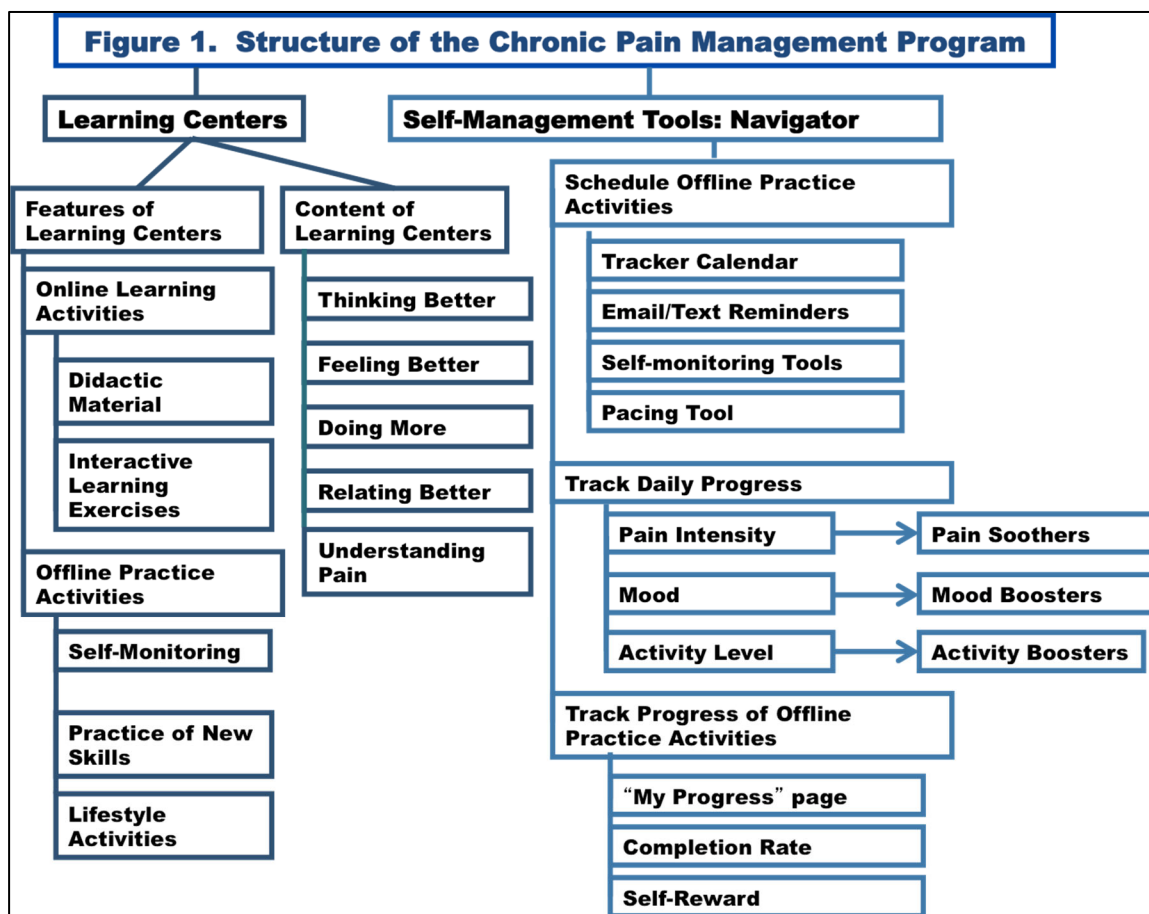 Figure 1. Structure of the Chronic Pain Management Program
Learning Centers
Self-Management Tools: Navigator
Features of
Learning Centers
Online Learning
Activities
Didactic
Material
Interactive
Learning
Exercises
Offline Practice
Activities
Self-Monitoring
Practice of New
Skills
Lifestyle
Activities
Content of
Learning Centers
Thinking Better
Feeling Better
Doing More
Relating Better
Understanding
Pain
Schedule Offline Practice
Activities
Tracker Calendar
Email/Text Reminders
Self-monitoring Tools
Pacing Tool
Track Daily Progress
Pain Intensity
Pain Soothers
Mood
Mood Boosters
Activity Level
Activity Boosters
Track Progress of Offline
Practice Activities
“My Progress” page
Completion Rate
Self-Reward